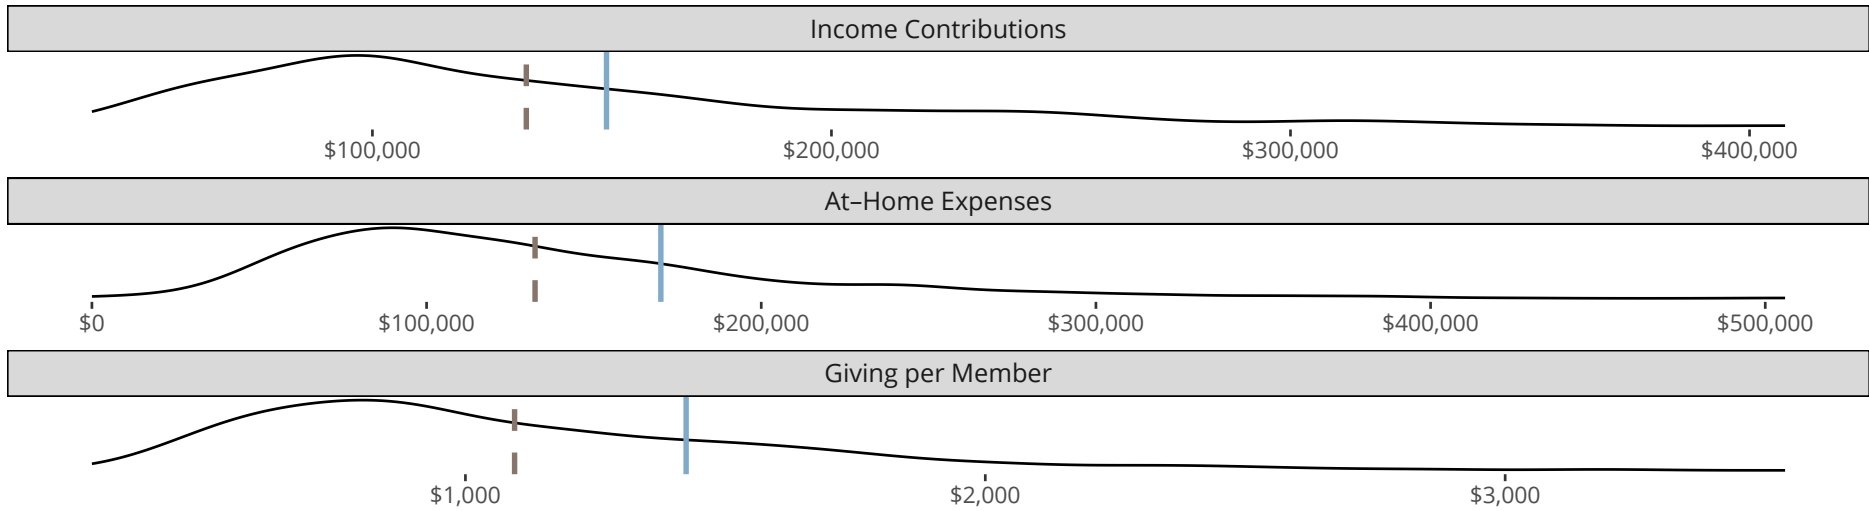 Income Contributions
$100,000 $200,000 $300,000 $400,000
At–Home Expenses
$0 $100,000 $200,000 $300,000 $400,000 $500,000
Giving per Member
$1,000 $2,000 $3,000